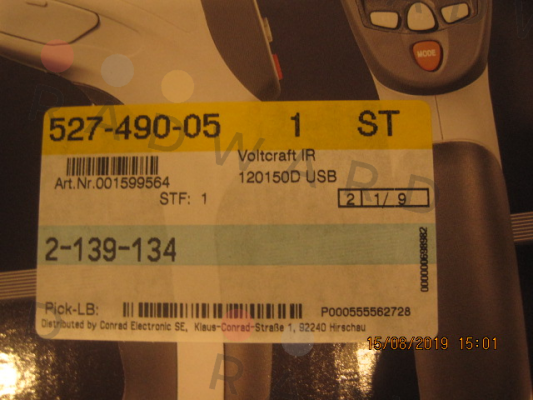 MODE
527-490-05 1 ST
Voltcraft IR
Art.Nr.001599564 120150D USB
STF: 1 2 1/ 9
2-139-134
000000698982
Pick-LB: P000555562728
Distributed by Conrad Electronic SE, Klaus-Conrad-Straße 1, 92240 Hirschau
15/08/2019 15:01